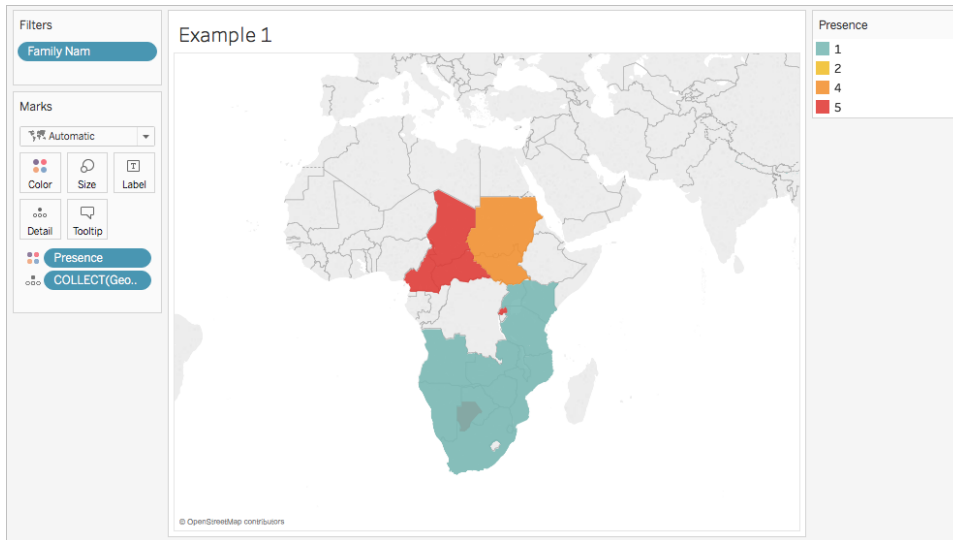 Filters
Family Nam
Marks
Automatic
Color
Size
T
Label
Detail
Tooltip
Presence
COLLECT(Geo..
Example 1
© OpenStreetMap contributors
Presence
1
2
4
5